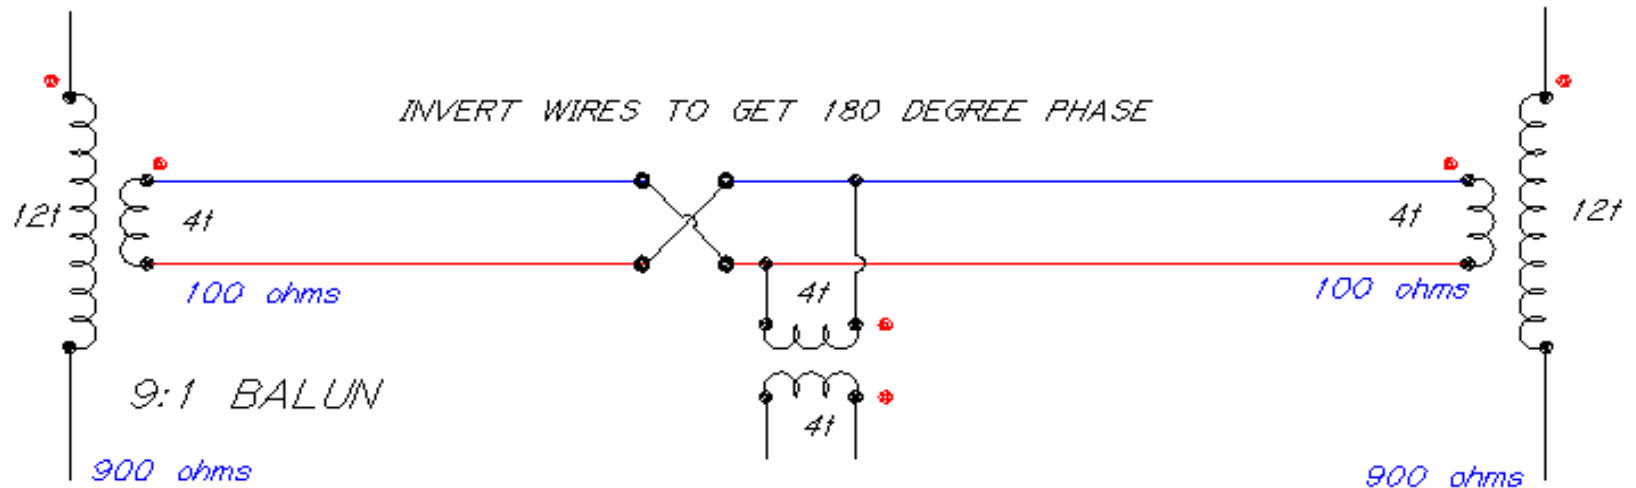 INVERT WIRES TO GET 180 DEGREE PHASE
12t
4t
4t
12t
100 ohms
4t
100 ohms
9:1 BALUN
4t
900 ohms
900 ohms